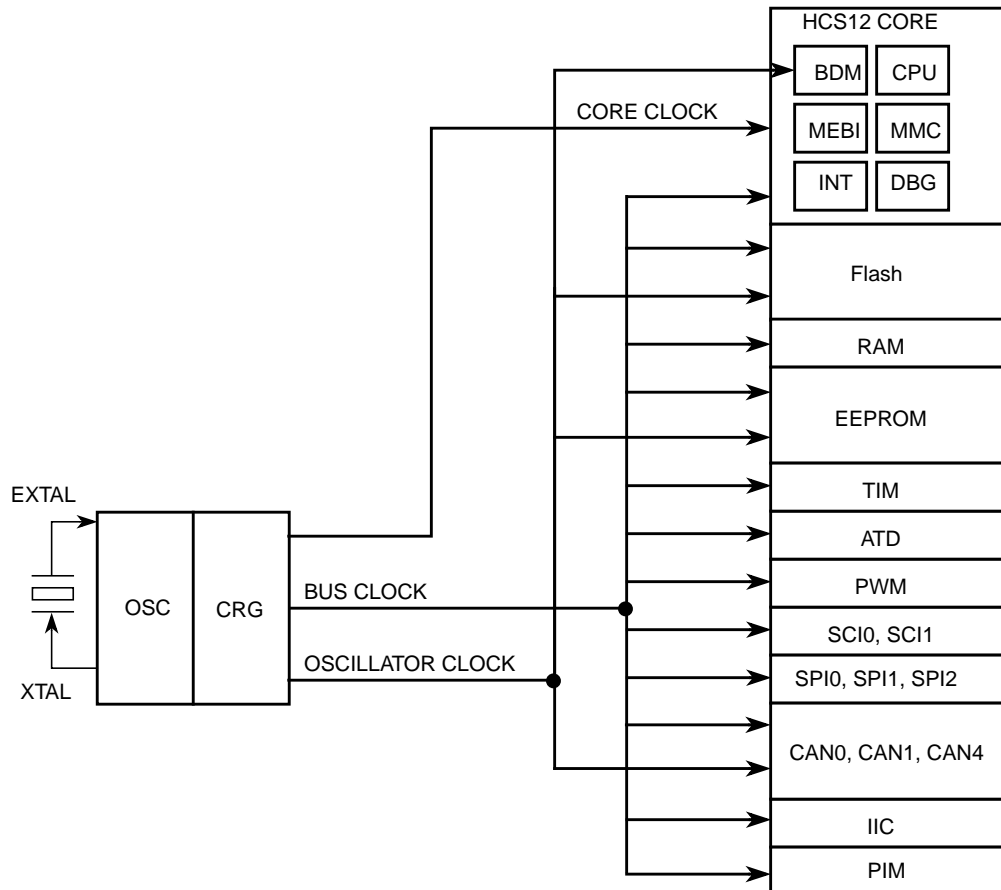 HCS12 CORE
BDM
CPU
CORE CLOCK
MEBI
MMC
INT
DBG
Flash
RAM
EEPROM
EXTAL
TIM
ATD
OSC
CRG
BUS CLOCK
PWM
SCI0, SCI1
OSCILLATOR CLOCK
XTAL
SPI0, SPI1, SPI2
CAN0, CAN1, CAN4
IIC
PIM